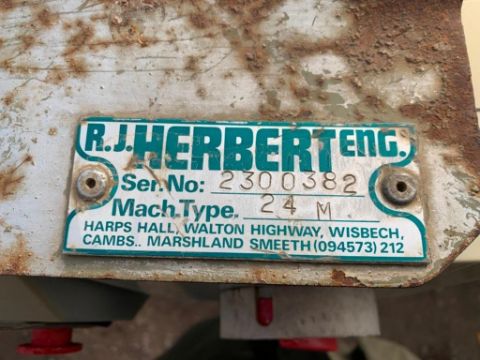 R.J. HERBERT ENG.
Ser. No: 2300382
Mach. Type. 24 M
HARPS HALL, WALTON HIGHWAY, WISBECH,
CAMBS.. MARSHLAND SMEETH (094573) 212